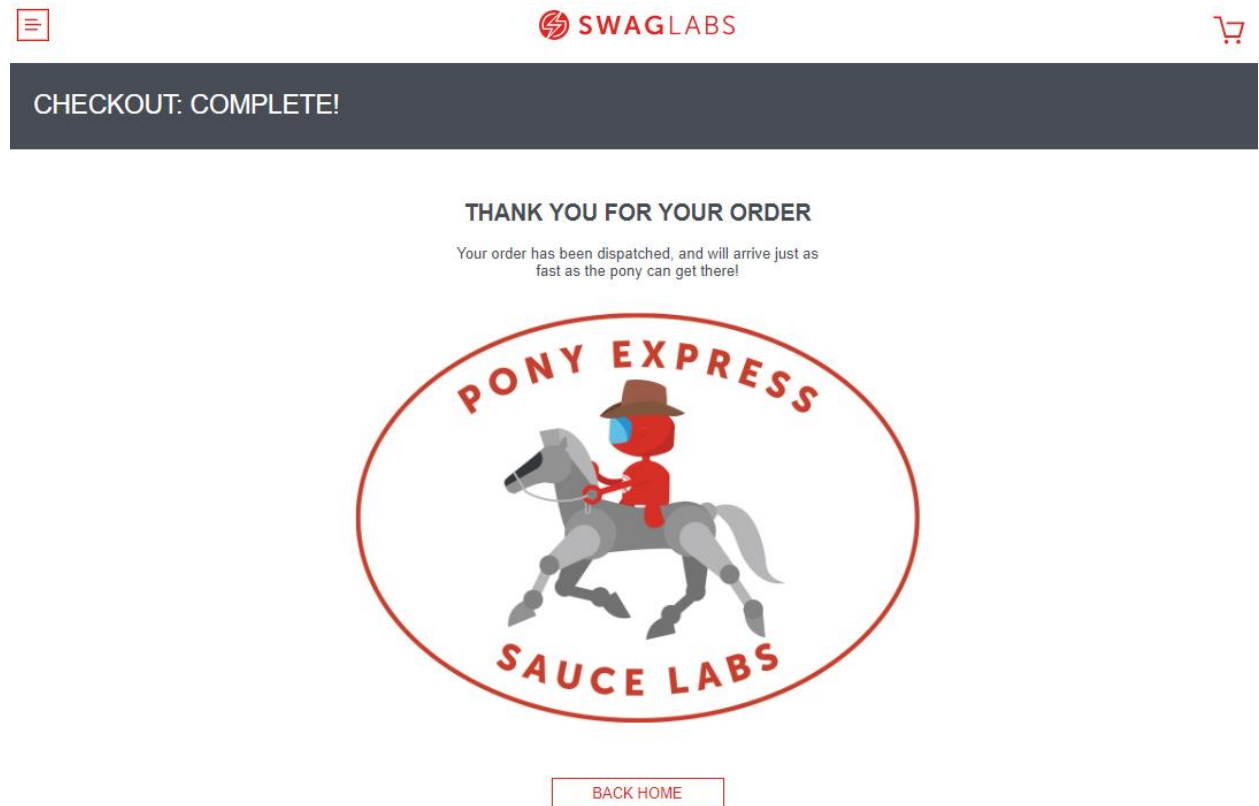 SWAGLABS
CHECKOUT: COMPLETE!
THANK YOU FOR YOUR ORDER
Your order has been dispatched, and will arrive just as
fast as the pony can get there!
PONY EXPRESS
SAUCE LABS
BACK HOME